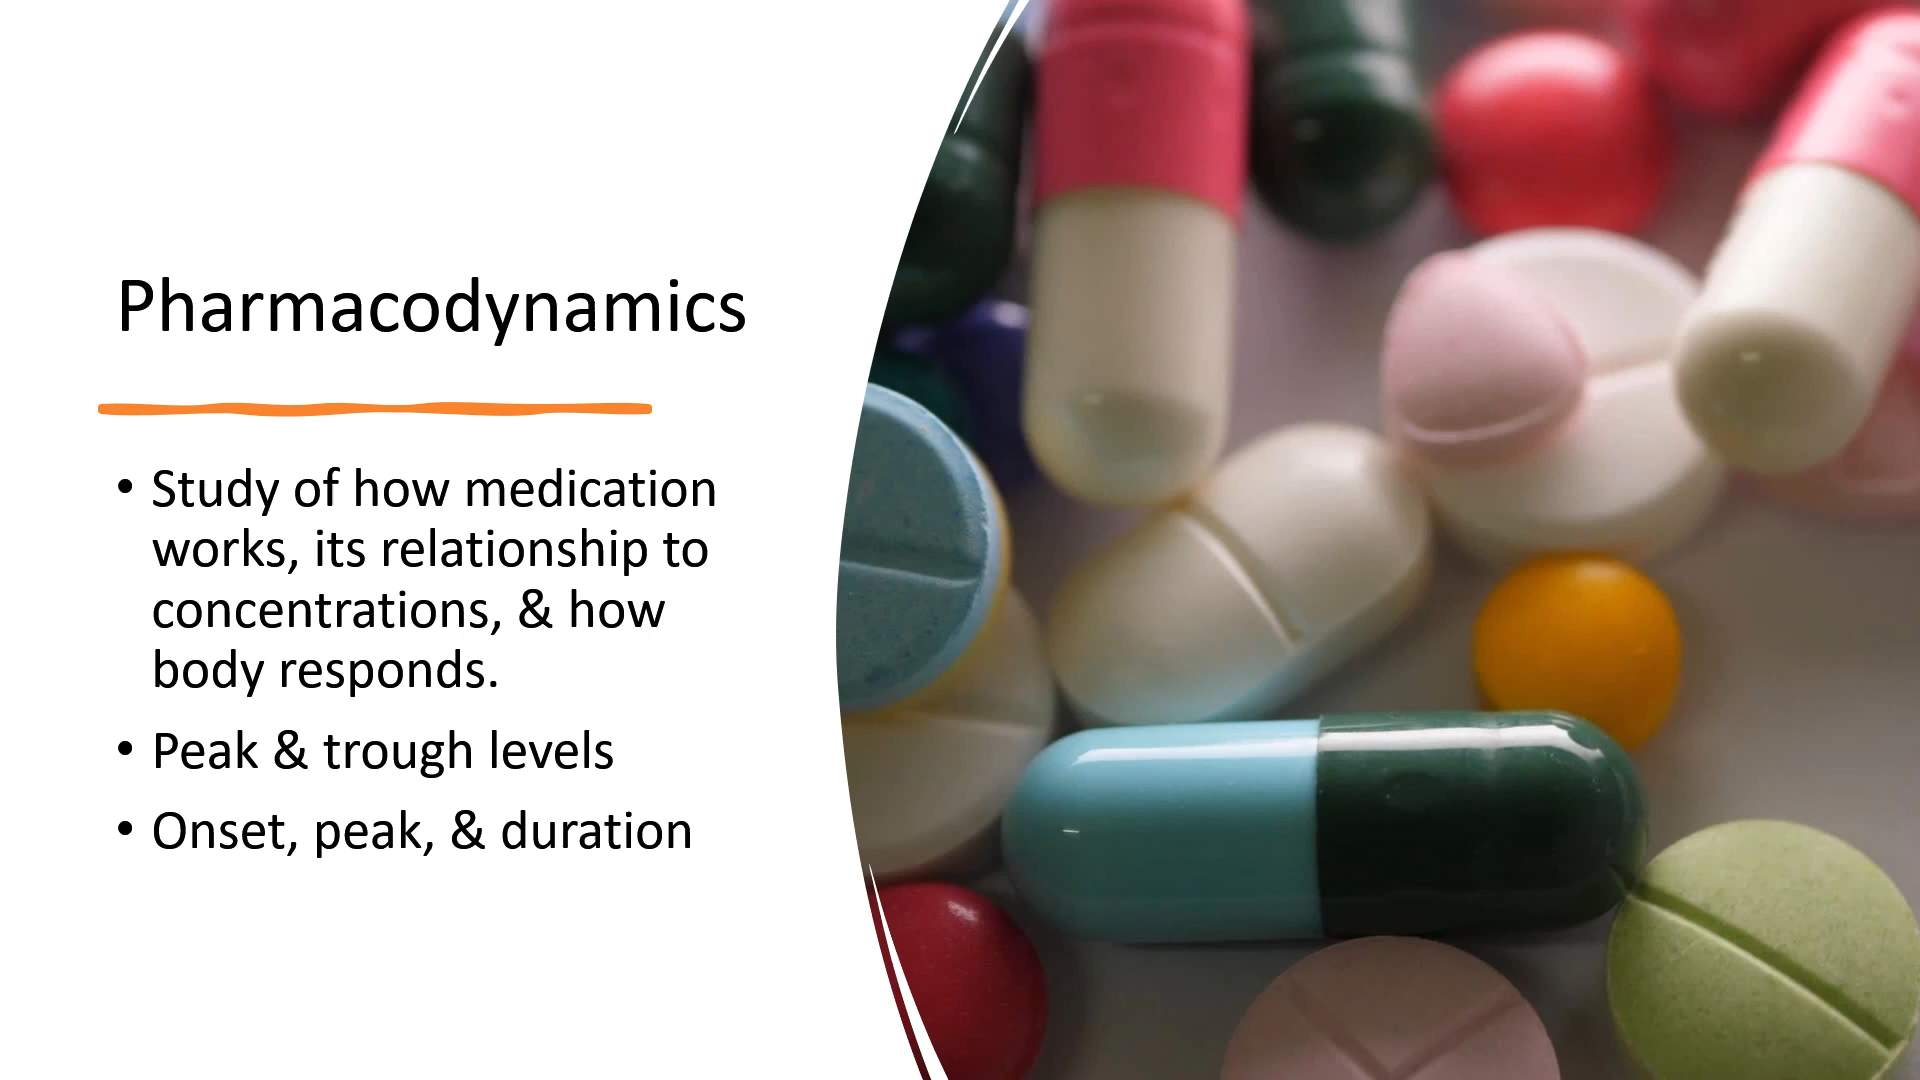 Pharmacodynamics
• Study of how medication
works, its relationship to
concentrations, & how
body responds.
• Peak & trough levels
• Onset, peak, & duration